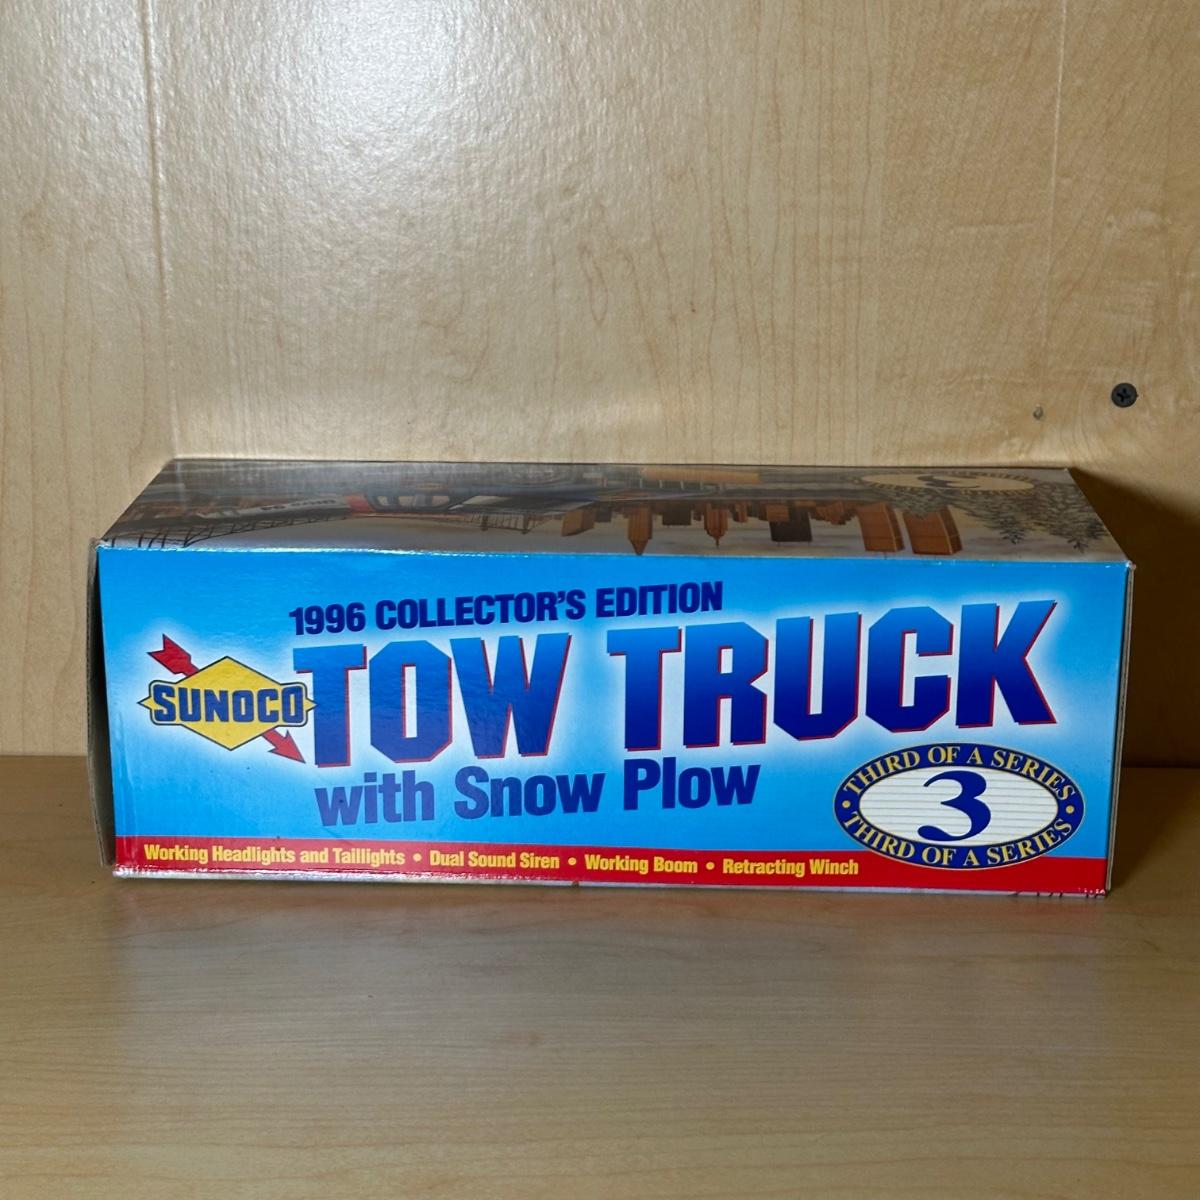 1996 COLLECTOR'S EDITION
SUNOCO
TOW TRUCK
with Snow Plow
THIRD OF A SERIES
3
THIRD OF A SERIES
Working Headlights and Taillights • Dual Sound Siren • Working Boom • Retracting Winch